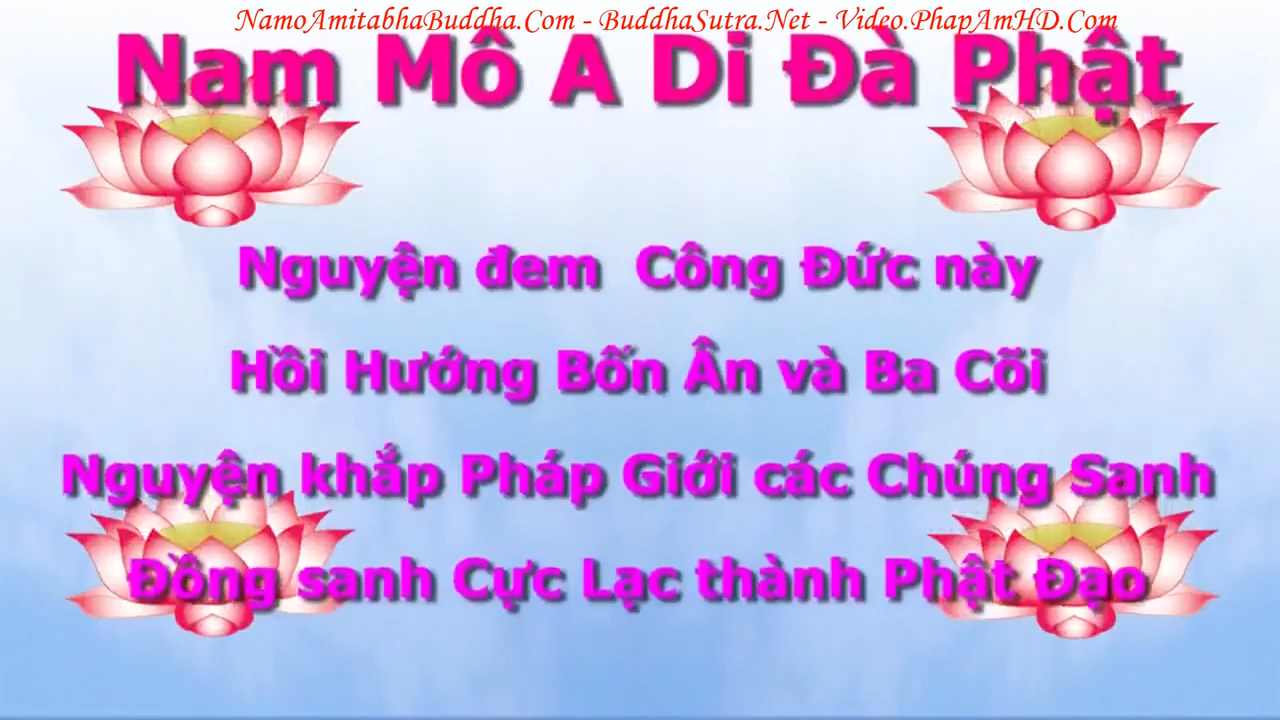 NamoAmitabhaBuddha.Com - BuddhaSutra.Net - Video.PhapAmHD.Com
Nam Mô A Di Đà Phật
Nguyện đem Công Đức này
Hồi Hướng Bốn Ân và Ba Cõi
Nguyện khắp Pháp Giới các Chúng Sanh
Đồng sanh Cực Lạc thành Phật Đạo